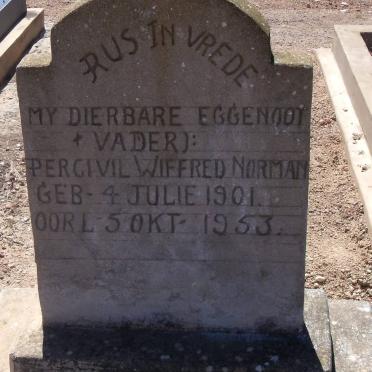 RUS IN VREDE
MY DIERBARE EGGENOOT
+ VADER):
PERCIVIL WIFFRED NORMAN
GEB- 4 JULIE 1901.
OORL- 5 OKT- 1953.